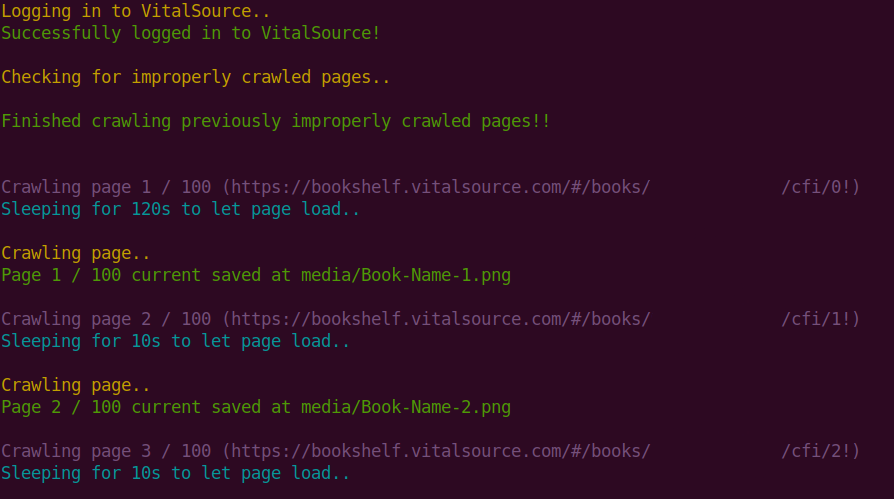 Logging in to VitalSource..
Successfully logged in to VitalSource!
Checking for improperly crawled pages..
Finished crawling previously improperly crawled pages!!
Crawling page 1 / 100 (https://bookshelf.vitalsource.com/#/books/ /cfi/0!)
Sleeping for 120s to let page load..
Crawling page..
Page 1 / 100 current saved at media/Book-Name-1.png
Crawling page 2 / 100 (https://bookshelf.vitalsource.com/#/books/ /cfi/1!)
Sleeping for 10s to let page load..
Crawling page..
Page 2 / 100 current saved at media/Book-Name-2.png
Crawling page 3 / 100 (https://bookshelf.vitalsource.com/#/books/ /cfi/2!)
Sleeping for 10s to let page load..